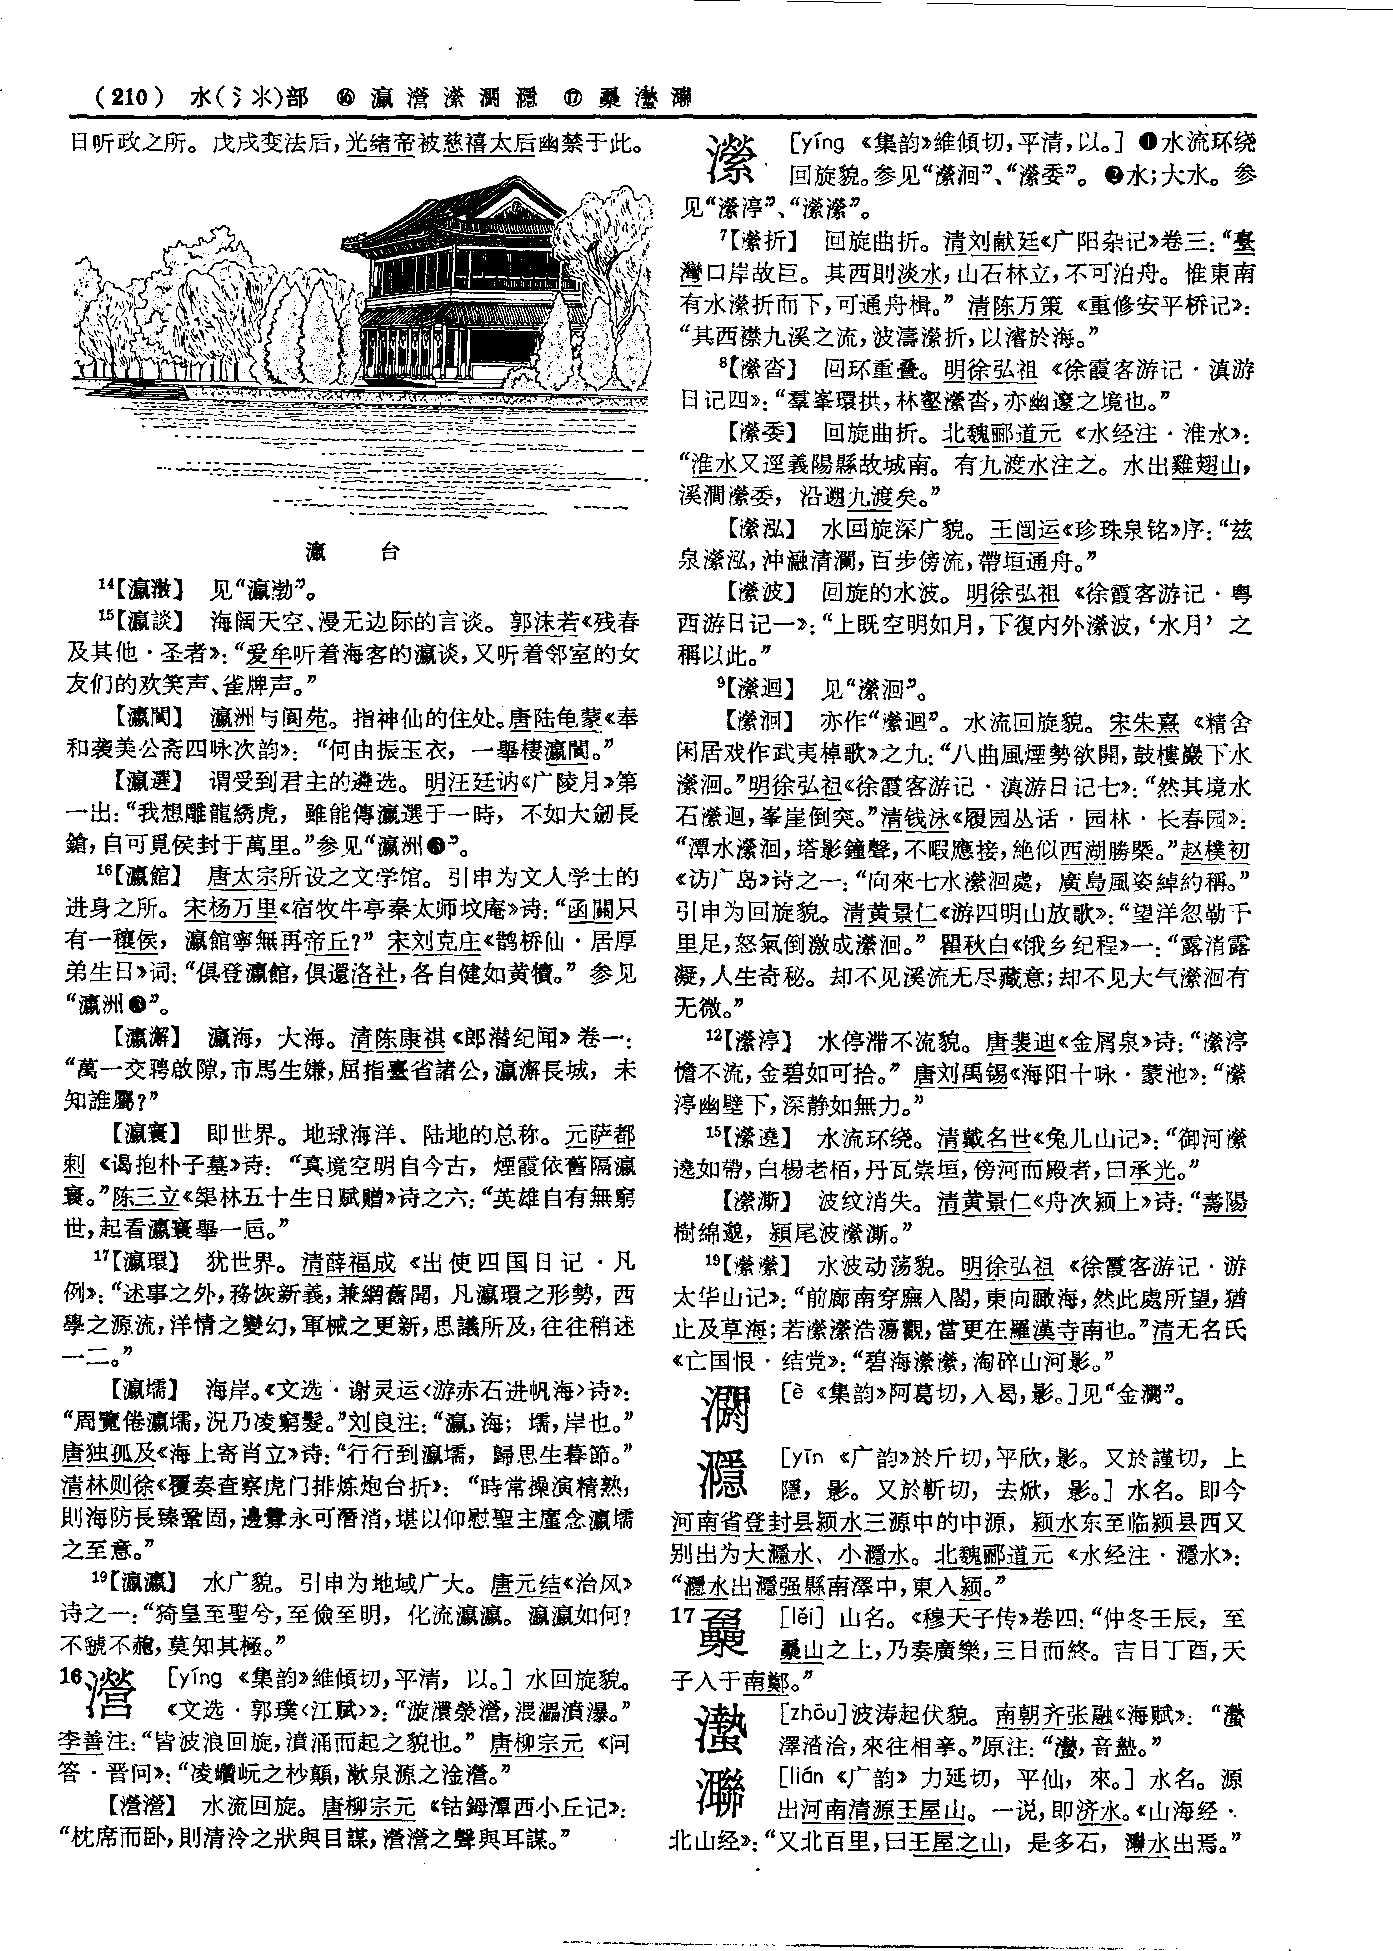 (210) 水(氵氺)部 ⑯ 瀛瀯瀠濶濦 ⑰ 灅瀊漣
日听政之所。戊戌变法后，光绪帝被慈禧太后幽禁于此。
瀛 台
14【瀛漵】 见“瀛渤”。
15【瀛談】 海阔天空、漫无边际的言谈。郭沫若《残春
及其他·圣者》：“爱牟听着海客的瀛谈，又听着邻室的女
友们的欢笑声、雀牌声。”
【瀛閬】 瀛洲与阆苑。指神仙的住处。唐陆龟蒙《奉
和袭美公斋四咏次韵》：“何由振玉衣，一舉棲瀛閬。”
【瀛選】 谓受到君主的遴选。明汪廷讷《广陵月》第
一出：“我想雕龍綉虎，雖能傳瀛選于一時，不如大劒長
鎗，自可覓侯封于萬里。”参见“瀛洲❸”。
16【瀛館】 唐太宗所设之文学馆。引申为文人学士的
进身之所。宋杨万里《宿牧牛亭秦太师坟庵》诗：“函關只
有一穰侯，瀛館寧無再帝丘？”宋刘克庄《鹊桥仙·居厚
弟生日》词：“俱登瀛館，俱還洛社，各自健如黄犢。”参见
“瀛洲❸”。
【瀛澥】 瀛海，大海。清陈康祺《郎潜纪闻》卷一：
“萬一交聘啟隙，市馬生嫌，屈指臺省諸公，瀛澥長城，未
知誰屬？”
【瀛寰】 即世界。地球海洋、陆地的总称。元萨都
剌《谒抱朴子墓》诗：“真境空明自今古，煙霞依舊隔瀛
寰。”陈三立《渠林五十生日赋赠》诗之六：“英雄自有無窮
世，起看瀛寰舉一巵。”
17【瀛環】 犹世界。清薛福成《出使四国日记·凡
例》：“述事之外，務恢新義，兼網舊聞，凡瀛環之形勢，西
學之源流，洋情之變幻，軍械之更新，思議所及，往往稍述
一二。”
【瀛壖】 海岸。《文选·谢灵运〈游赤石进帆海〉诗》：
“周覽倦瀛壖，況乃凌窮髮。”刘良注：“瀛，海；壖，岸也。”
唐独孤及《海上寄肖立》诗：“行行到瀛壖，歸思生暮節。”
清林则徐《覆奏查察虎门排炼炮台折》：“時常操演精熟，
則海防長臻鞏固，邊釁永可潛消，堪以仰慰聖主廑念瀛壖
之至意。”
19【瀛瀛】 水广貌。引申为地域广大。唐元结《治风》
诗之一：“猗皇至聖兮，至儉至明，化流瀛瀛。瀛瀛如何？
不虢不赩，莫知其極。”
16瀯 [yíng《集韵》維傾切，平清，以。] 水回旋貌。
《文选·郭璞〈江赋〉》：“漩澴滎瀯，渨㵽濆瀑。”
李善注：“皆波浪回旋，濆涌而起之貌也。”唐柳宗元《问
答·晋问》：“凌巑岏之杪顛，漱泉源之淦瀯。”
【瀯瀯】 水流回旋。唐柳宗元《钴鉧潭西小丘记》：
“枕席而卧，則清泠之狀與目謀，瀯瀯之聲與耳謀。”
瀠 [yíng《集韵》維傾切，平清，以。] ❶水流环绕
回旋貌。参见“瀠洄”、“瀠委”。❷水；大水。参
见“瀠渟”、“瀠瀠”。
7【瀠折】 回旋曲折。清刘献廷《广阳杂记》卷三：“臺
灣口岸故巨。其西則淡水，山石林立，不可泊舟。惟東南
有水瀠折而下，可通舟楫。”清陈万策《重修安平桥记》：
“其西襟九溪之流，波濤瀠折，以瀦於海。”
8【瀠沓】 回环重叠。明徐弘祖《徐霞客游记·滇游
日记四》：“羣峯環拱，林壑瀠沓，亦幽邃之境也。”
【瀠委】 回旋曲折。北魏郦道元《水经注·淮水》：
“淮水又逕義陽縣故城南。有九渡水注之。水出雞翅山，
溪澗瀠委，沿遡九渡矣。”
【瀠泓】 水回旋深广貌。王闿运《珍珠泉铭》序：“兹
泉瀠泓，沖融清瀾，百步傍流，帶垣通舟。”
【瀠波】 回旋的水波。明徐弘祖《徐霞客游记·粤
西游日记一》：“上既空明如月，下復内外瀠波，‘水月’之
稱以此。”
9【瀠迴】 见“瀠洄”。
【瀠洄】 亦作“瀠迴”。水流回旋貌。宋朱熹《精舍
闲居戏作武夷棹歌》之九：“八曲風煙勢欲開，鼓樓巖下水
瀠洄。”明徐弘祖《徐霞客游记·滇游日记七》：“然其境水
石瀠迴，峯崖倒突。”清钱泳《履园丛话·园林·长春园》：
“潭水瀠洄，塔影鐘聲，不暇應接，絶似西湖勝槩。”赵樸初
《访广岛》诗之一：“向來七水瀠洄處，廣島風姿綽約稱。”
引申为回旋貌。清黄景仁《游四明山放歌》：“望洋忽勒千
里足，怒氣倒激成瀠洄。”瞿秋白《饿乡纪程》一：“露消露
凝，人生奇秘。却不见溪流无尽藏意；却不见大气瀠洄有
无微。”
12【瀠渟】 水停滞不流貌。唐裴迪《金屑泉》诗：“瀠渟
憺不流，金碧如可拾。”唐刘禹锡《海阳十咏·蒙池》：“瀠
渟幽壁下，深静如無力。”
15【瀠遶】 水流环绕。清戴名世《兔儿山记》：“御河瀠
遶如帶，白楊老栢，丹瓦崇垣，傍河而殿者，曰承光。”
【瀠澌】 波纹消失。清黄景仁《舟次颍上》诗：“壽陽
樹綿邈，潁尾波瀠澌。”
19【瀠瀠】 水波动荡貌。明徐弘祖《徐霞客游记·游
太华山记》：“前廊南穿廡入閣，東向瞰海，然此處所望，猶
止及草海；若瀠瀠浩蕩觀，當更在羅漢寺南也。”清无名氏
《亡国恨·结党》：“碧海瀠瀠，淘碎山河影。”
[è《集韵》阿葛切，入曷，影。]见“金濶”。
濦 [yīn《广韵》於斤切，平欣，影。又於謹切，上
隱，影。又於靳切，去焮，影。] 水名。即今
河南省登封县颍水三源中的中源，颍水东至临颍县西又
别出为大濦水、小濦水。北魏郦道元《水经注·濦水》：
“濦水出濦强縣南澤中，東入颍。”
17 [lěi] 山名。《穆天子传》卷四：“仲冬壬辰，至
山之上，乃奏廣樂，三日而終。吉日丁酉，天
子入于南鄭。”
[zhōu]波涛起伏貌。南朝齐张融《海赋》：“
澤渣洽，來往相㚫。”原注：“，音盩。”
[lián《广韵》力延切，平仙，來。] 水名。源
出河南清源王屋山。一说，即济水。《山海经·
北山经》：“又北百里，曰王屋之山，是多石，水出焉。”